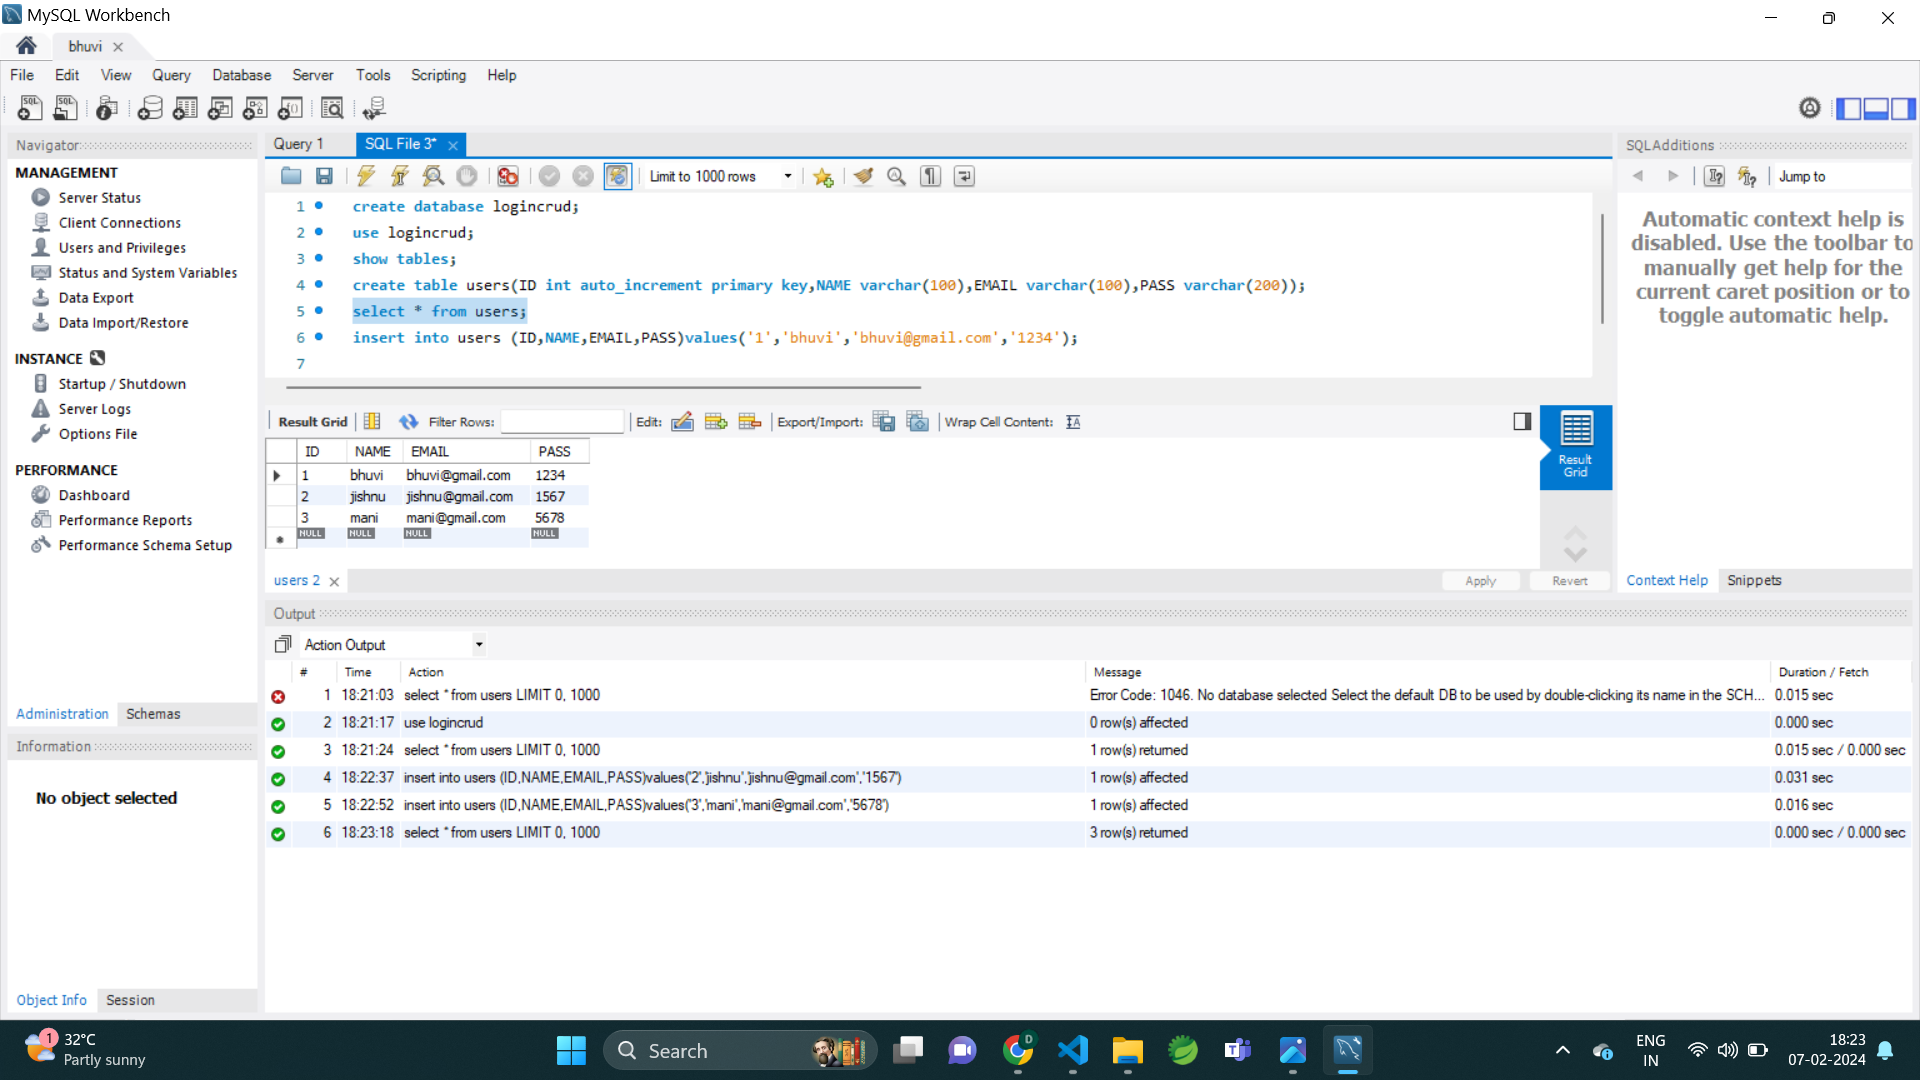 MySQL Workbench
bhuvi
File Edit View Query Database Server Tools Scripting Help
Navigator
MANAGEMENT
Server Status
Client Connections
Users and Privileges
Status and System Variables
Data Export
Data Import/Restore
INSTANCE
Startup / Shutdown
Server Logs
Options File
PERFORMANCE
Dashboard
Performance Reports
Performance Schema Setup
Administration Schemas
Information
No object selected
Object Info Session
Query 1 SQL File 3*
Limit to 1000 rows
1 create database logincrud;
2 use logincrud;
3 show tables;
4 create table users(ID int auto_increment primary key,NAME varchar(100),EMAIL varchar(100),PASS varchar(200));
5 select * from users;
6 insert into users (ID,NAME,EMAIL,PASS)values('1','bhuvi','bhuvi@gmail.com','1234');
7
Result Grid Filter Rows: Edit: Export/Import: Wrap Cell Content:
ID NAME EMAIL PASS
1 bhuvi bhuvi@gmail.com 1234
2 jishnu jishnu@gmail.com 1567
3 mani mani@gmail.com 5678
NULL NULL NULL NULL
Result
Grid
users 2 Apply Revert
SQLAdditions
Jump to
Automatic context help is
disabled. Use the toolbar to
manually get help for the
current caret position or to
toggle automatic help.
Context Help Snippets
Output
Action Output
# Time Action Message Duration / Fetch
1 18:21:03 select * from users LIMIT 0, 1000 Error Code: 1046. No database selected Select the default DB to be used by double-clicking its name in the SCH... 0.015 sec
2 18:21:17 use logincrud 0 row(s) affected 0.000 sec
3 18:21:24 select * from users LIMIT 0, 1000 1 row(s) returned 0.015 sec / 0.000 sec
4 18:22:37 insert into users (ID,NAME,EMAIL,PASS)values('2','jishnu','jishnu@gmail.com','1567') 1 row(s) affected 0.031 sec
5 18:22:52 insert into users (ID,NAME,EMAIL,PASS)values('3','mani','mani@gmail.com','5678') 1 row(s) affected 0.016 sec
6 18:23:18 select * from users LIMIT 0, 1000 3 row(s) returned 0.000 sec / 0.000 sec
1 32°C
Partly sunny
Search
D
ENG
IN
18:23
07-02-2024